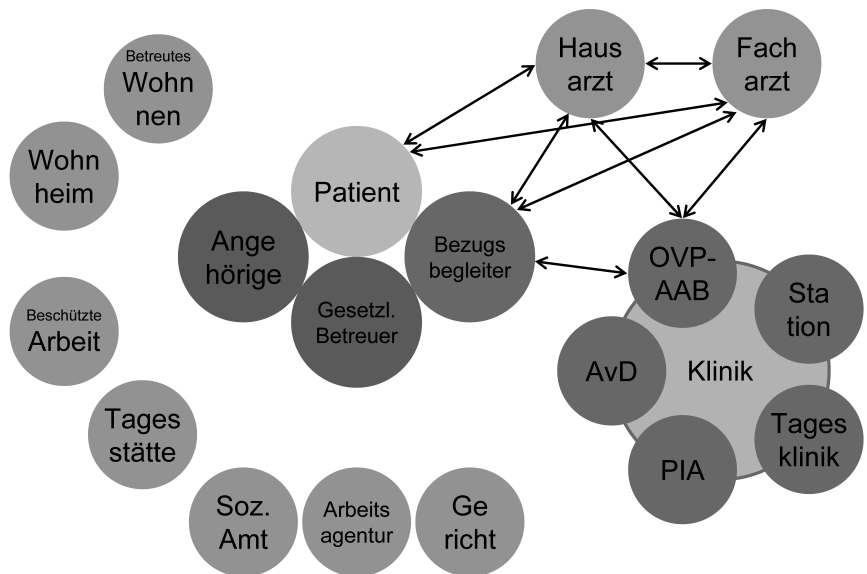 Betreutes
Wohn
nen
Wohn
heim
Beschützte
Arbeit
Tages
stätte
Soz.
Amt
Arbeits
agentur
Ge
richt
Patient
Ange
hörige
Gesetzl.
Betreuer
Bezugs
begleiter
Haus
arzt
Fach
arzt
OVP-
AAB
Sta
tion
AvD
Klinik
Tages
klinik
PIA